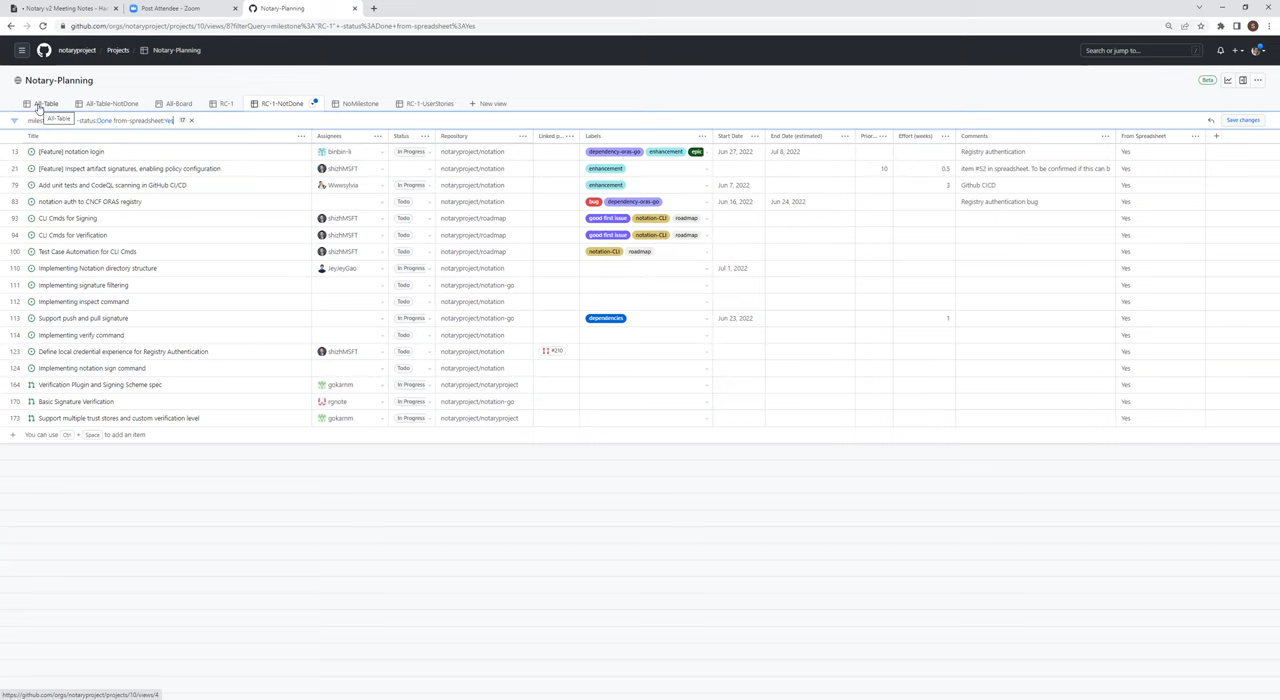 Notary v2 Meeting Notes - Ha
Post Attendee - Zoom
Notary-Planning
github.com/orgs/notaryproject/projects/10/views/8?filterQuery=milestone%3A"RC-1"+-status%3ADone+from-spreadsheet%3AYes
notaryproject / Projects / Notary-Planning Search or jump to... /
Notary-Planning Beta
All-Table All-Table-NotDone All-Board RC-1 RC-1-NotDone NoMilestone RC-1-UserStories + New view
All-Table
-status:Done from-spreadsheet:Yes 17 Save changes
Title Assignees Status Repository Linked p... Labels Start Date End Date (estimated) Prior... Effort (weeks) Comments From Spreadsheet
13 [Feature] notation login binbin-li In Progress notaryproject/notation dependency-oras-go enhancement epic Jun 27, 2022 Jul 8, 2022 Registry authentication Yes
21 [Feature] Inspect artifact signatures, enabling policy configuration shizhMSFT Todo notaryproject/notation enhancement 10 0.5 item #52 in spreadsheet. To be confirmed if this can b Yes
79 Add unit tests and CodeQL scanning in GitHub CI/CD Wwwsylvia In Progress notaryproject/notation enhancement Jun 7, 2022 3 Github CICD Yes
83 notation auth to CNCF ORAS registry Todo notaryproject/notation bug dependency-oras-go Jun 16, 2022 Jun 24, 2022 Registry authentication bug Yes
93 CLI Cmds for Signing shizhMSFT Todo notaryproject/roadmap good first issue notation-CLI roadmap Yes
94 CLI Cmds for Verification shizhMSFT Todo notaryproject/roadmap good first issue notation-CLI roadmap Yes
100 Test Case Automation for CLI Cmds shizhMSFT Todo notaryproject/roadmap notation-CLI roadmap Yes
110 Implementing Notation directory structure JeyJeyGao In Progress notaryproject/notation Jul 1, 2022 Yes
111 Implementing signature filtering Todo notaryproject/notation-go Yes
112 Implementing inspect command Todo notaryproject/notation Yes
113 Support push and pull signature In Progress notaryproject/notation-go dependencies Jun 23, 2022 1 Yes
114 Implementing verify command Todo notaryproject/notation Yes
123 Define local credential experience for Registry Authentication shizhMSFT Todo notaryproject/notation #210 Yes
124 Implementing notation sign command Todo notaryproject/notation Yes
164 Verification Plugin and Signing Scheme spec gokarnm In Progress notaryproject/notaryproject Yes
170 Basic Signature Verification rgnote In Progress notaryproject/notation-go Yes
173 Support multiple trust stores and custom verification level gokarnm In Progress notaryproject/notaryproject Yes
+ You can use Ctrl + Space to add an item
https://github.com/orgs/notaryproject/projects/10/views/4